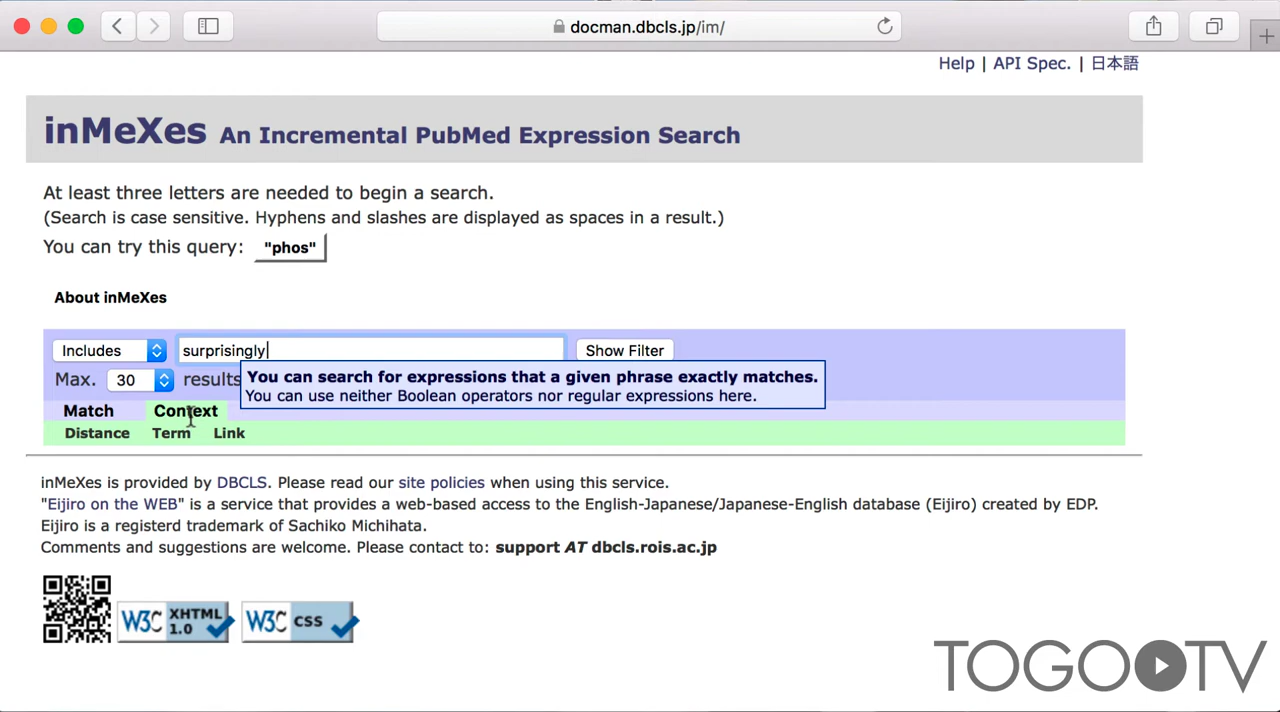 docman.dbcls.jp/im/
Help | API Spec. | 日本語
inMeXes An Incremental PubMed Expression Search
At least three letters are needed to begin a search.
(Search is case sensitive. Hyphens and slashes are displayed as spaces in a result.)
You can try this query: "phos"
About inMeXes
Includes surprisingly Show Filter
Max. 30 results
You can search for expressions that a given phrase exactly matches.
You can use neither Boolean operators nor regular expressions here.
Match Context
Distance Term Link
inMeXes is provided by DBCLS. Please read our site policies when using this service.
"Eijiro on the WEB" is a service that provides a web-based access to the English-Japanese/Japanese-English database (Eijiro) created by EDP.
Eijiro is a registerd trademark of Sachiko Michihata.
Comments and suggestions are welcome. Please contact to: support AT dbcls.rois.ac.jp
W3C XHTML 1.0 W3C CSS
TOGO TV